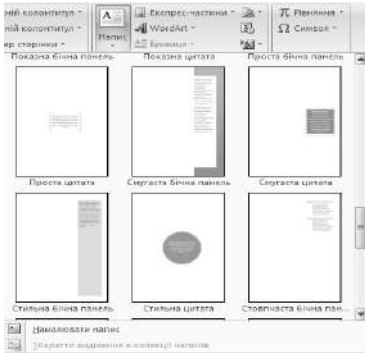 ній колонтитул
Експрес-частини
Рівняння
ній колонтитул
Напис
WordArt
Символ
ер сторінки
Буквиця
Показна бічна панель
Показна цитата
Проста бічна панель
Проста цитата
Смугаста бічна панель
Смугаста цитата
Стильна бічна панель
Стильна цитата
Стовпчаста бічна пан...
Намалювати напис
Зберегти виділення в колекції написів